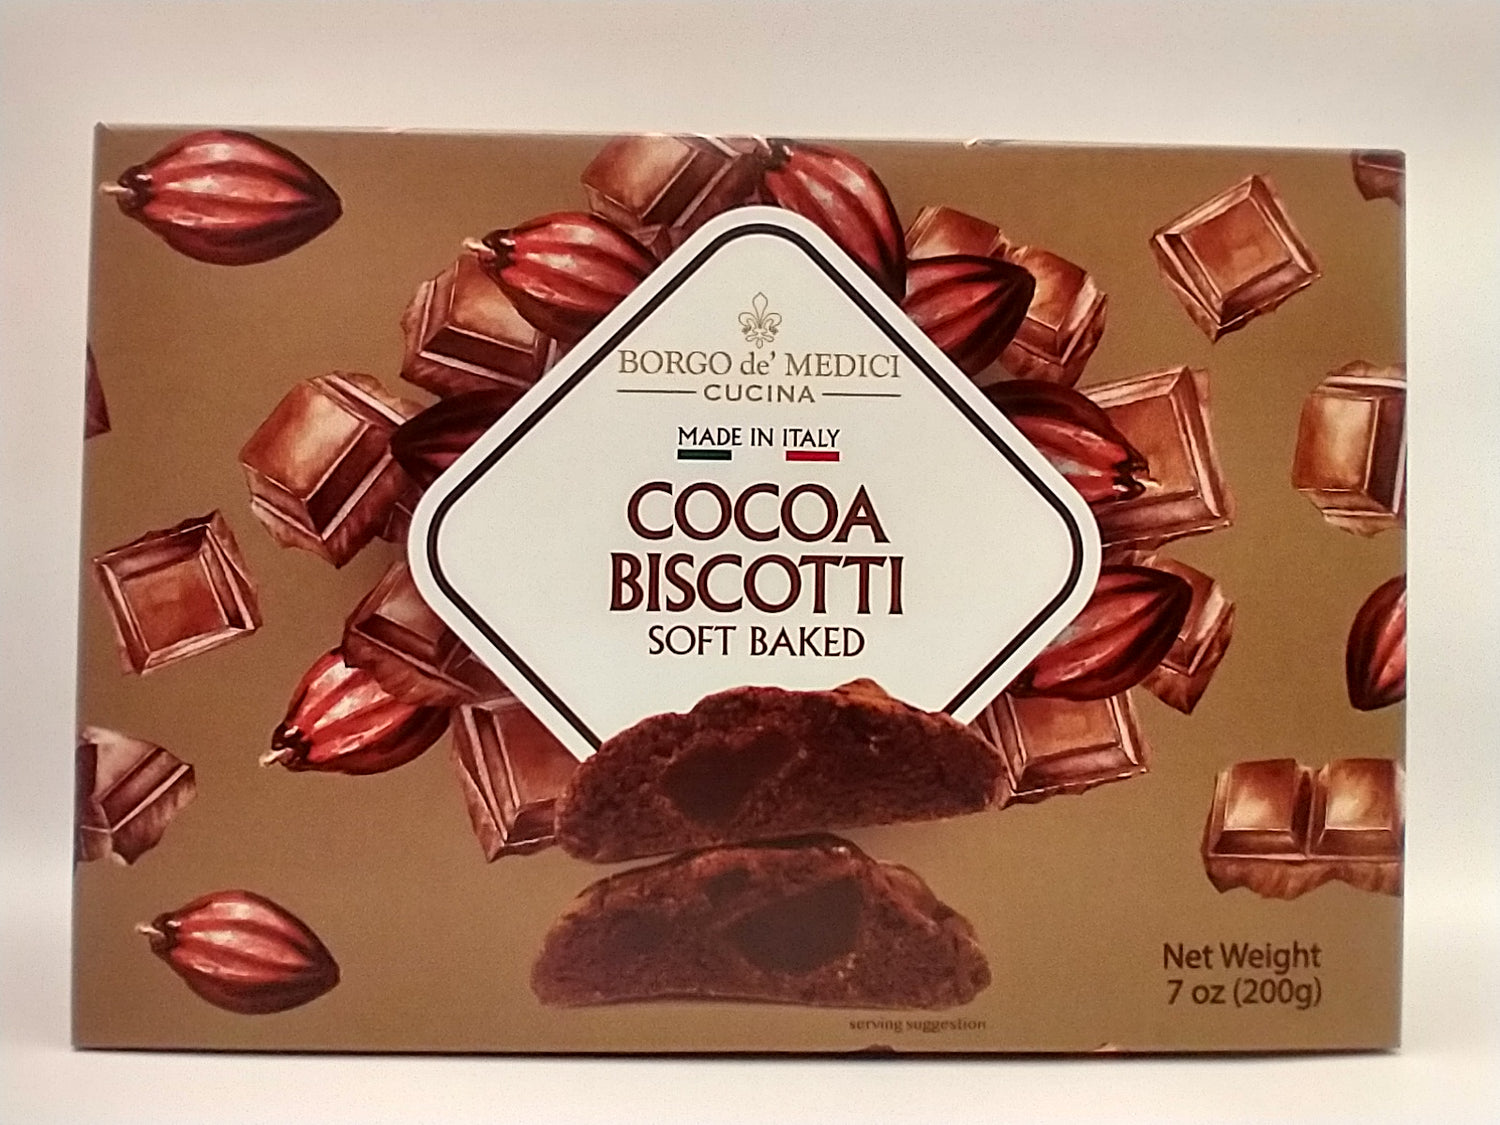 BORGO de' MEDICI
CUCINA
MADE IN ITALY
COCOA
BISCOTTI
SOFT BAKED
Net Weight
7 oz (200g)
serving suggestion